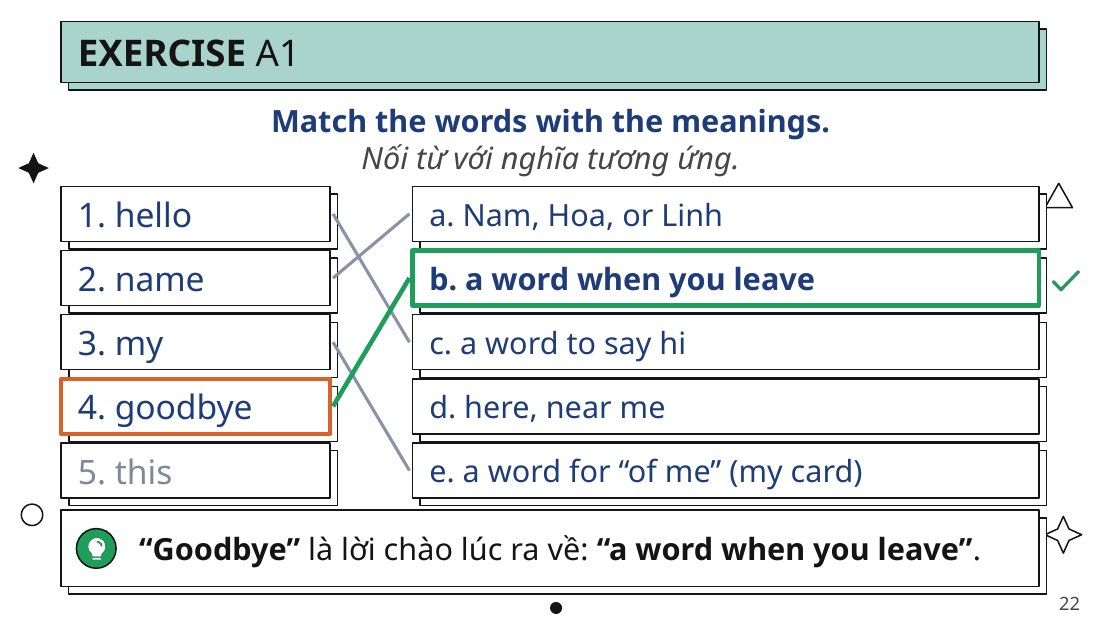 EXERCISE A1
Match the words with the meanings.
Nối từ với nghĩa tương ứng.
1. hello
a. Nam, Hoa, or Linh
2. name
b. a word when you leave
3. my
c. a word to say hi
4. goodbye
d. here, near me
5. this
e. a word for “of me” (my card)
“Goodbye” là lời chào lúc ra về: “a word when you leave”.
22